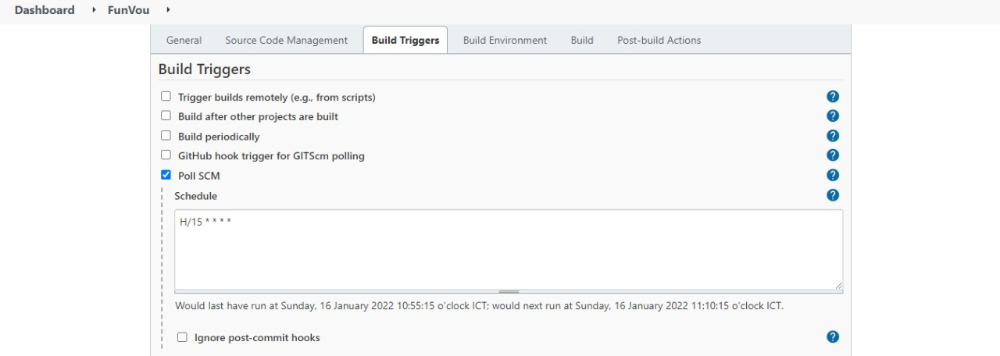 Dashboard FunVou
General Source Code Management Build Triggers Build Environment Build Post-build Actions
Build Triggers
Trigger builds remotely (e.g., from scripts) ?
Build after other projects are built ?
Build periodically ?
GitHub hook trigger for GITScm polling ?
Poll SCM ?
Schedule ?
H/15 * * * *
Would last have run at Sunday, 16 January 2022 10:55:15 o'clock ICT; would next run at Sunday, 16 January 2022 11:10:15 o'clock ICT.
Ignore post-commit hooks ?